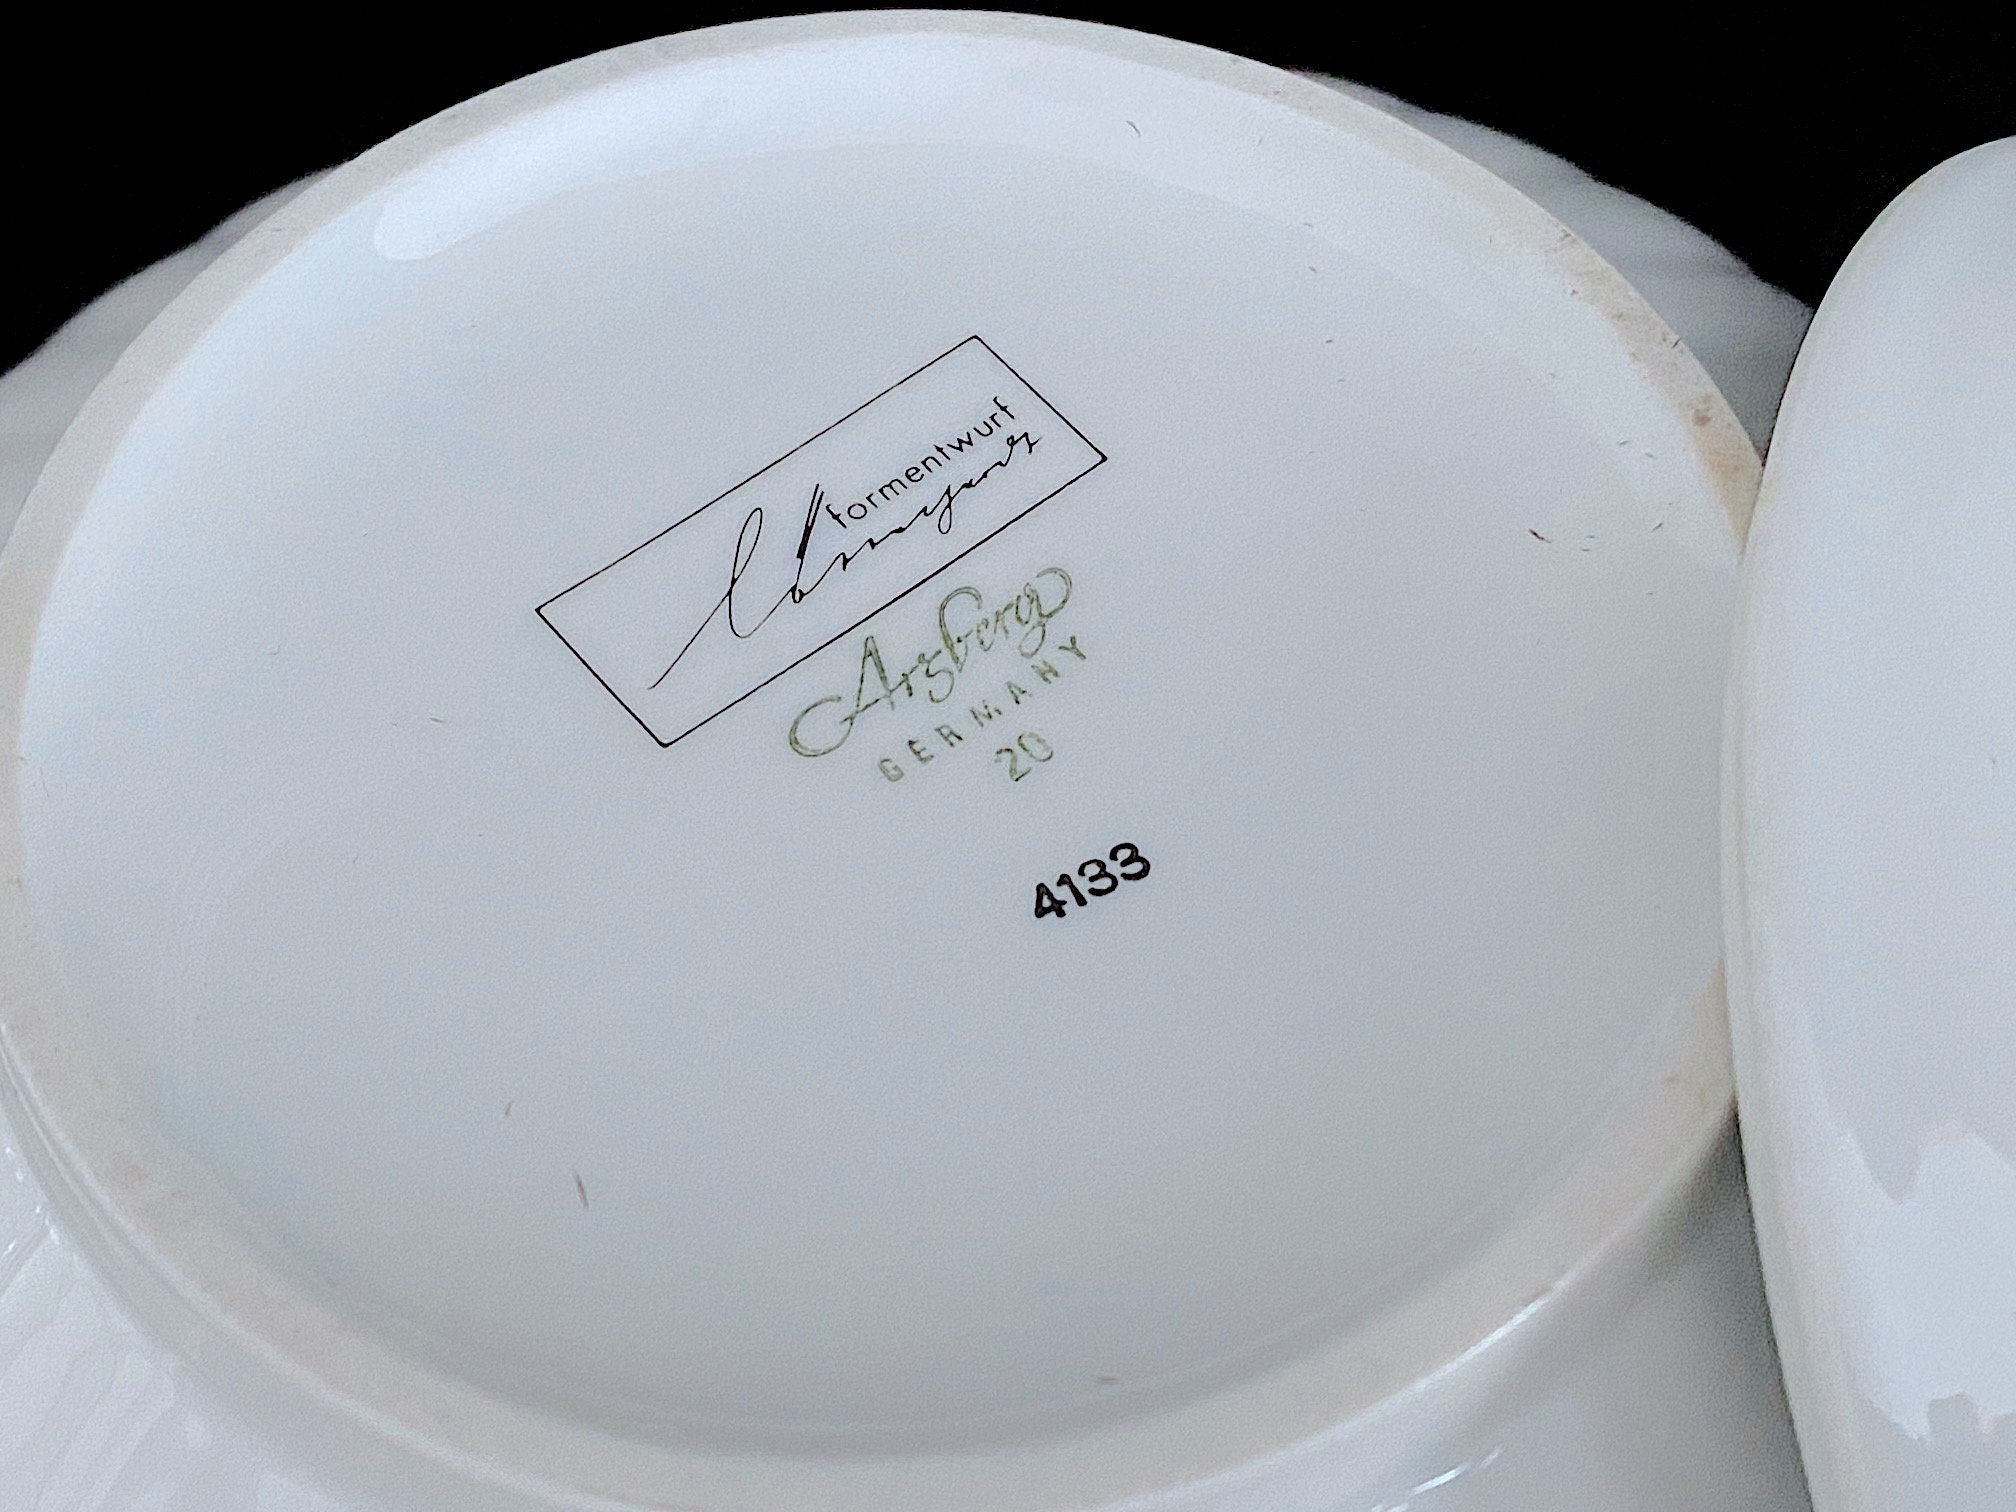 formentwurf
Arzberg
GERMANY
20
4133